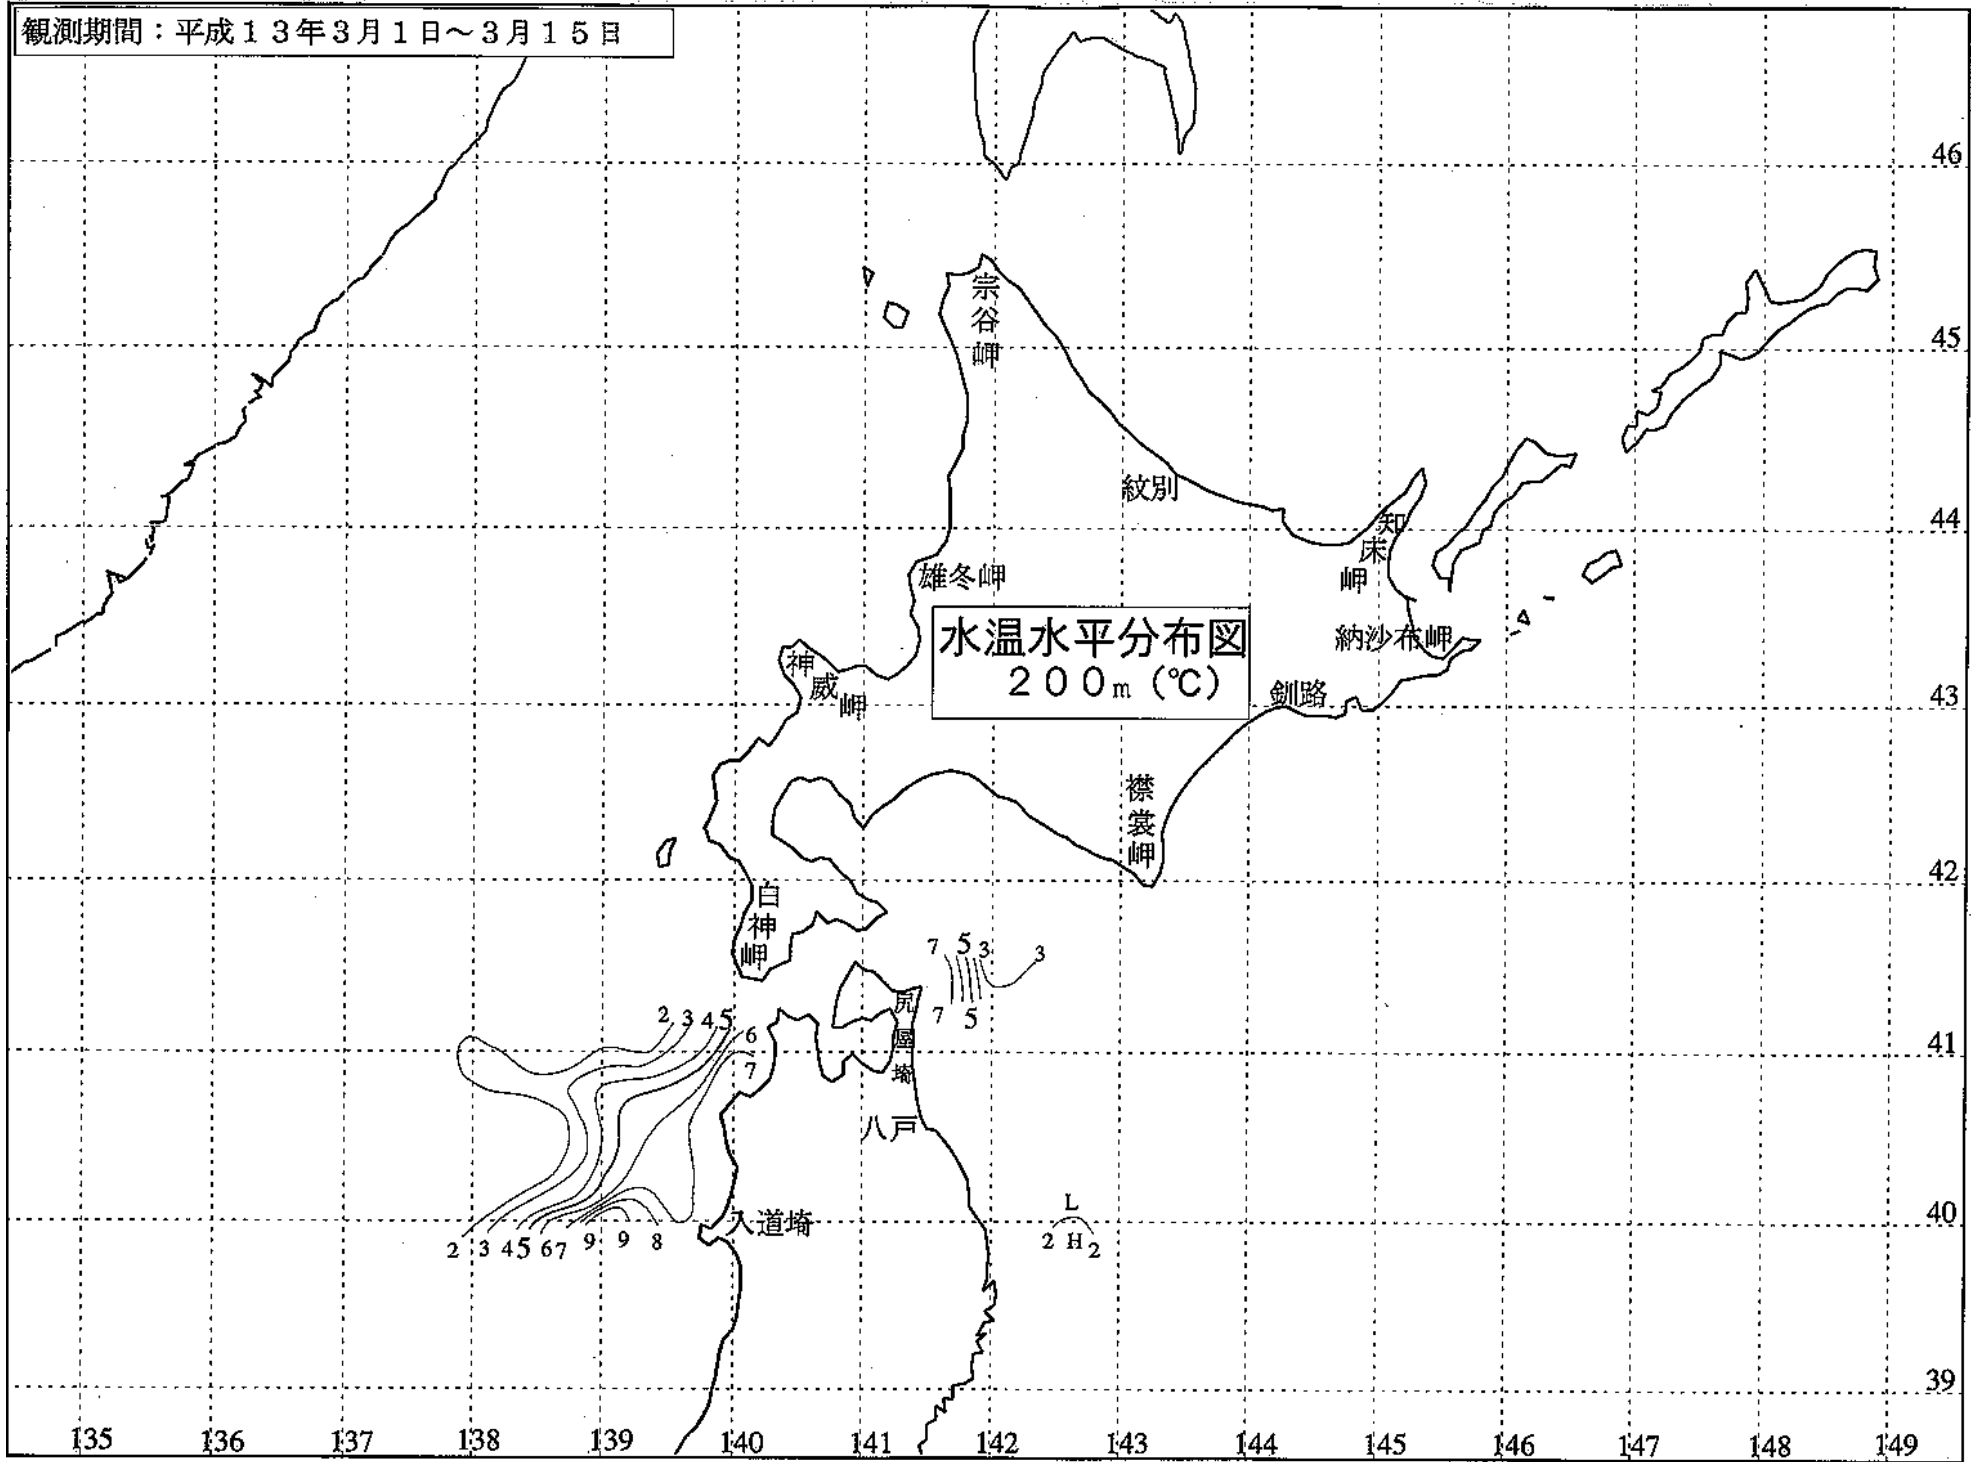 観測期間：平成１３年３月１日～３月１５日
46
宗谷岬
45
紋別
44
知床岬
雄冬岬
水温水平分布図
２００ｍ（℃）
納沙布岬
神威岬
釧路
43
襟裳岬
42
白神岬
7 5 3 3
7 5
尻屋埼
2 3 4 5
6
7
41
八戸
入道埼
L
40
2 3 4 5 6 7 9 9 8
2 H 2
39
135 136 137 138 139 140 141 142 143 144 145 146 147 148 149